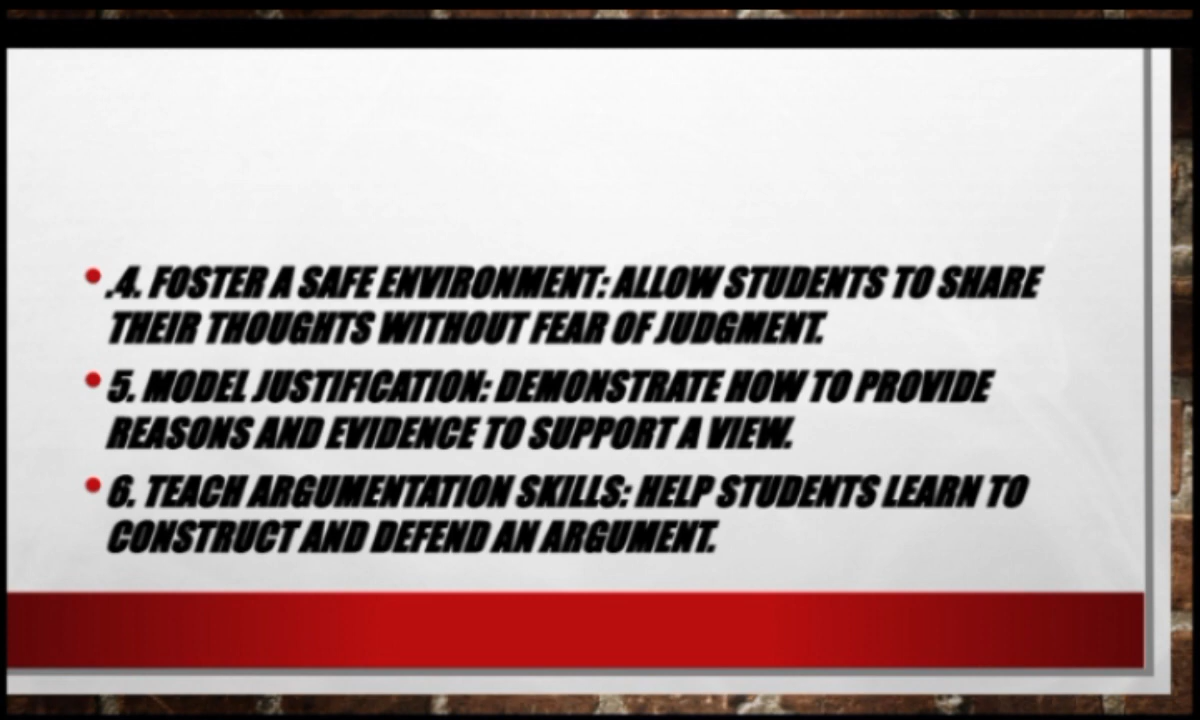 • .4. FOSTER A SAFE ENVIRONMENT: ALLOW STUDENTS TO SHARE
THEIR THOUGHTS WITHOUT FEAR OF JUDGMENT.
• 5. MODEL JUSTIFICATION: DEMONSTRATE HOW TO PROVIDE
REASONS AND EVIDENCE TO SUPPORT A VIEW.
• 6. TEACH ARGUMENTATION SKILLS: HELP STUDENTS LEARN TO
CONSTRUCT AND DEFEND AN ARGUMENT.